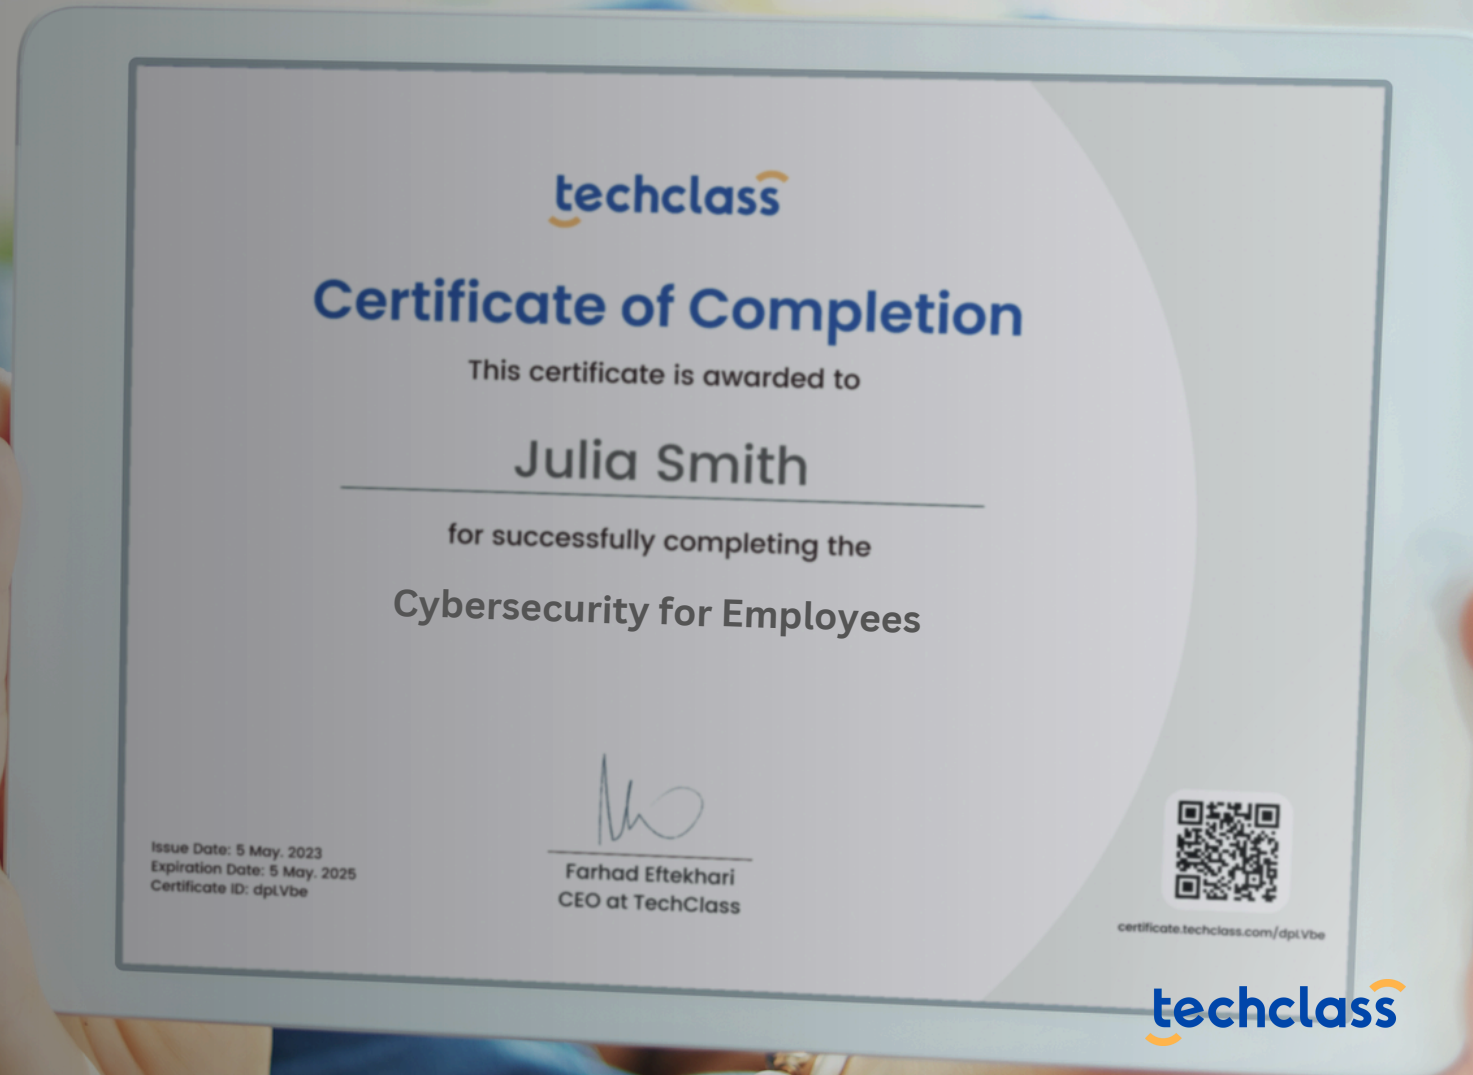 techclass
Certificate of Completion
This certificate is awarded to
Julia Smith
for successfully completing the
Cybersecurity for Employees
Issue Date: 5 May. 2023
Expiration Date: 5 May. 2025
Certificate ID: dpLVbe
Farhad Eftekhari
CEO at TechClass
certificate.techclass.com/dpLVbe
techclass